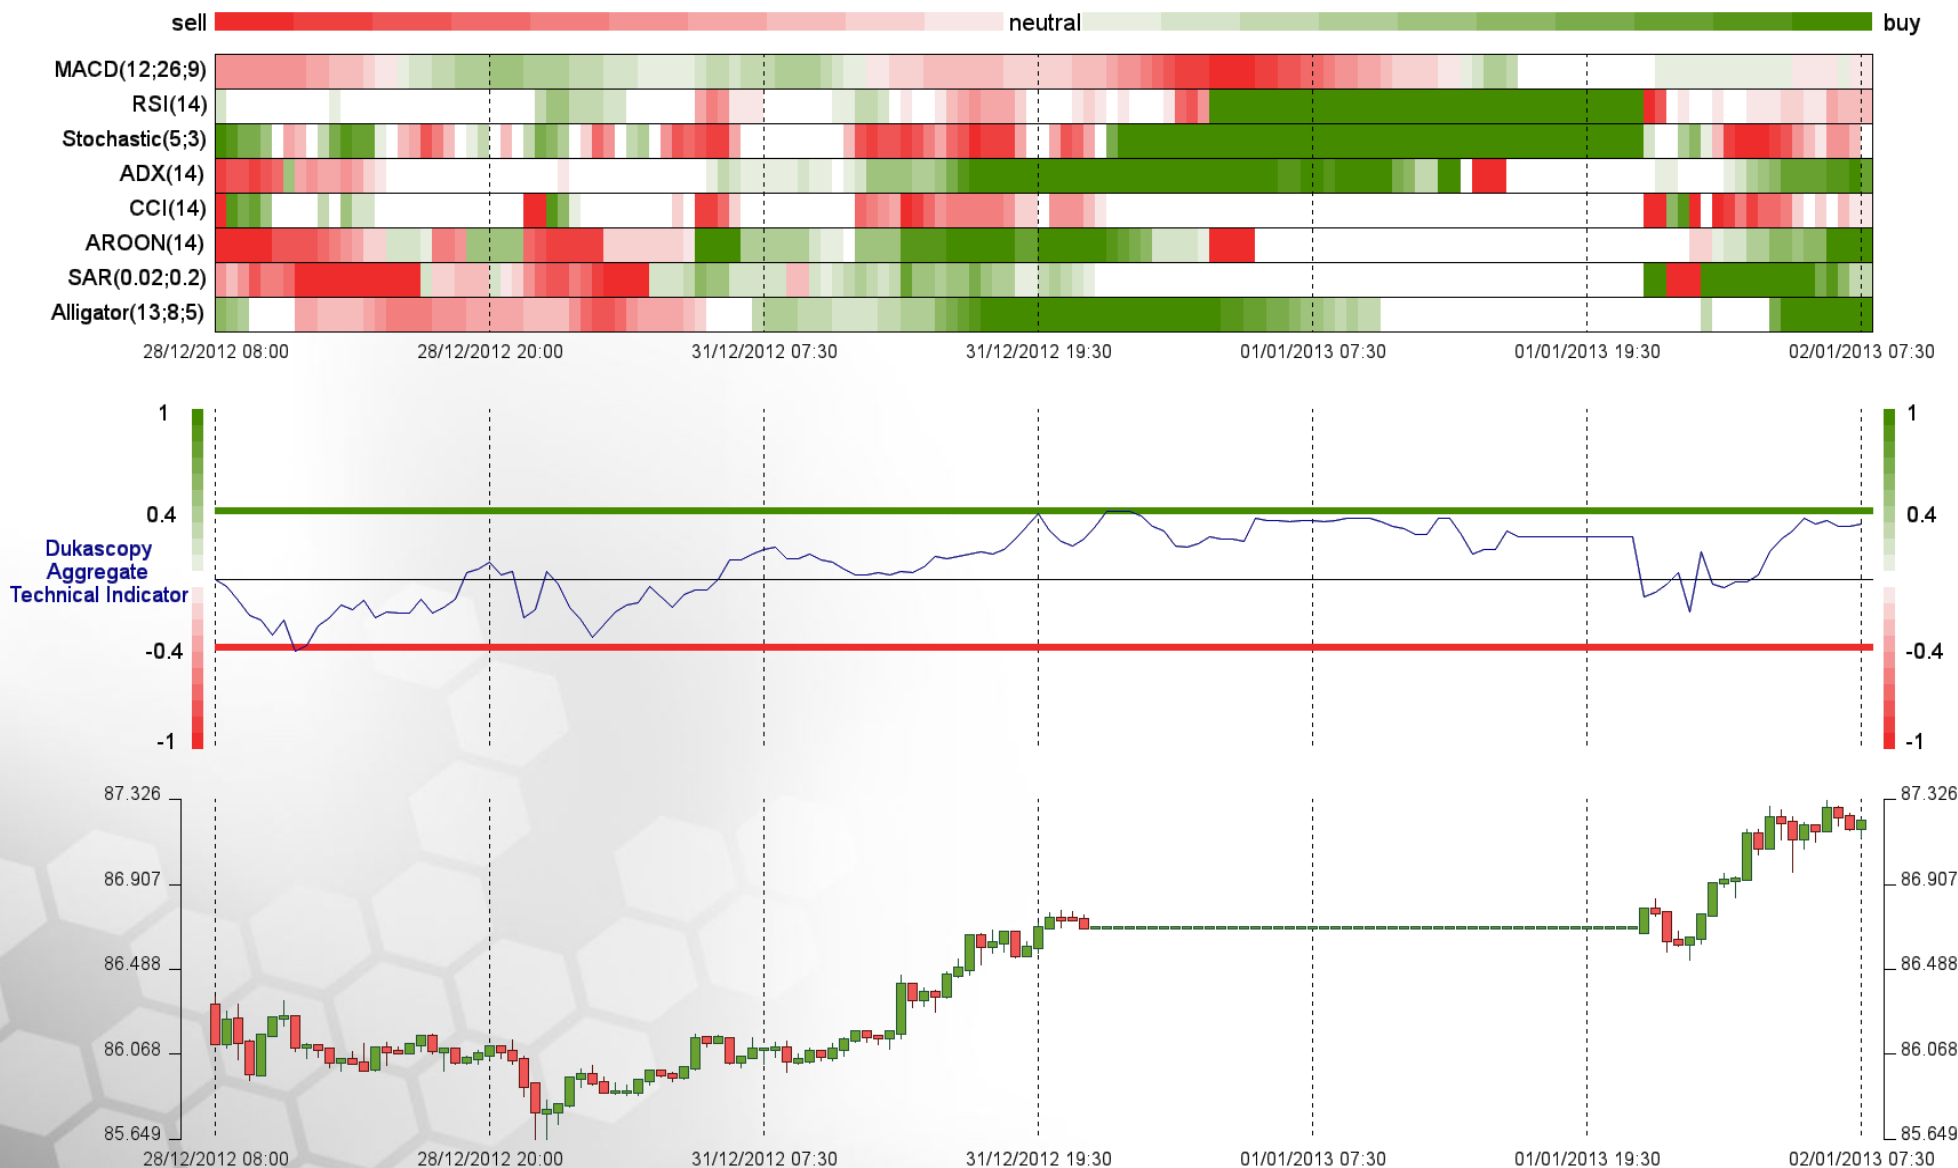 sell neutral buy
MACD(12;26;9)
RSI(14)
Stochastic(5;3)
ADX(14)
CCI(14)
AROON(14)
SAR(0.02;0.2)
Alligator(13;8;5)
28/12/2012 08:00 28/12/2012 20:00 31/12/2012 07:30 31/12/2012 19:30 01/01/2013 07:30 01/01/2013 19:30 02/01/2013 07:30
1 1
0.4 0.4
Dukascopy
Aggregate
Technical Indicator
-0.4 -0.4
-1 -1
87.326 87.326
86.907 86.907
86.488 86.488
86.068 86.068
85.649 85.649
28/12/2012 08:00 28/12/2012 20:00 31/12/2012 07:30 31/12/2012 19:30 01/01/2013 07:30 01/01/2013 19:30 02/01/2013 07:30